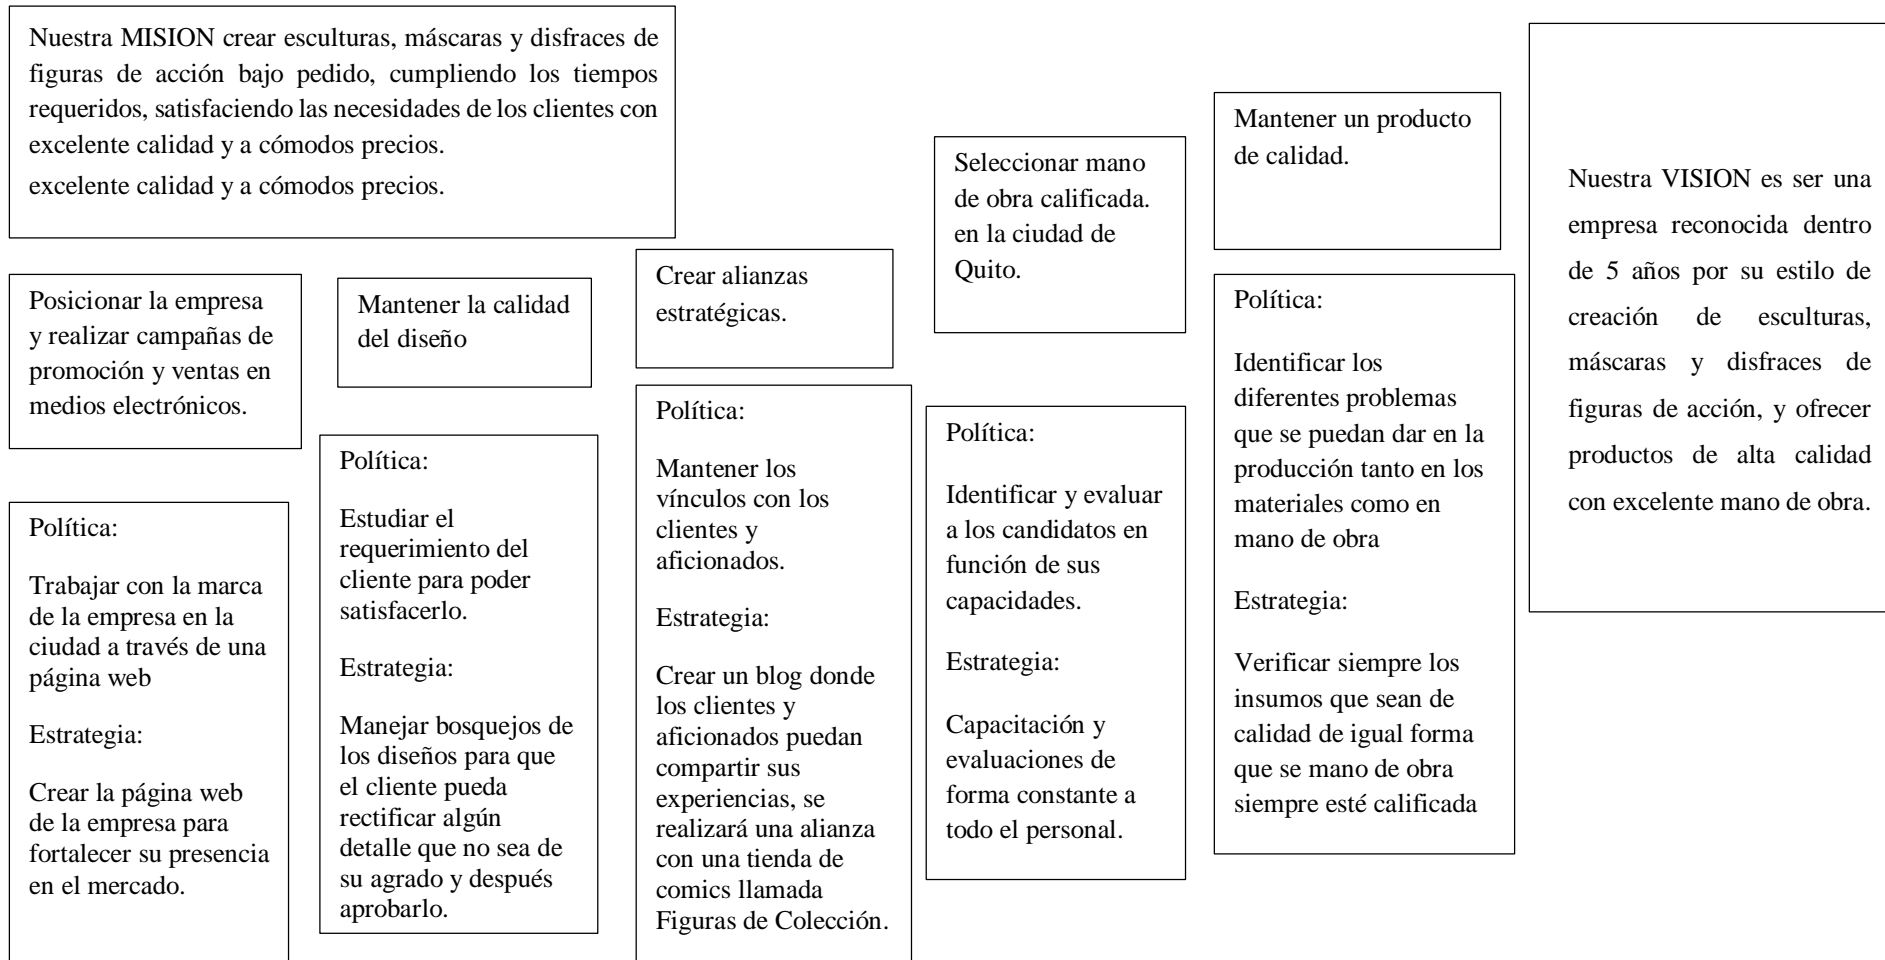 Nuestra MISION crear esculturas, máscaras y disfraces de
figuras de acción bajo pedido, cumpliendo los tiempos
requeridos, satisfaciendo las necesidades de los clientes con
excelente calidad y a cómodos precios.
excelente calidad y a cómodos precios.
Posicionar la empresa
y realizar campañas de
promoción y ventas en
medios electrónicos.
Política:
Trabajar con la marca
de la empresa en la
ciudad a través de una
página web
Estrategia:
Crear la página web
de la empresa para
fortalecer su presencia
en el mercado.
Mantener la calidad
del diseño
Política:
Estudiar el
requerimiento del
cliente para poder
satisfacerlo.
Estrategia:
Manejar bosquejos de
los diseños para que
el cliente pueda
rectificar algún
detalle que no sea de
su agrado y después
aprobarlo.
Crear alianzas
estratégicas.
Política:
Mantener los
vínculos con los
clientes y
aficionados.
Estrategia:
Crear un blog donde
los clientes y
aficionados puedan
compartir sus
experiencias, se
realizará una alianza
con una tienda de
comics llamada
Figuras de Colección.
Seleccionar mano
de obra calificada.
en la ciudad de
Quito.
Política:
Identificar y evaluar
a los candidatos en
función de sus
capacidades.
Estrategia:
Capacitación y
evaluaciones de
forma constante a
todo el personal.
Mantener un producto
de calidad.
Política:
Identificar los
diferentes problemas
que se puedan dar en la
producción tanto en los
materiales como en
mano de obra
Estrategia:
Verificar siempre los
insumos que sean de
calidad de igual forma
que se mano de obra
siempre esté calificada
Nuestra VISION es ser una
empresa reconocida dentro
de 5 años por su estilo de
creación de esculturas,
máscaras y disfraces de
figuras de acción, y ofrecer
productos de alta calidad
con excelente mano de obra.